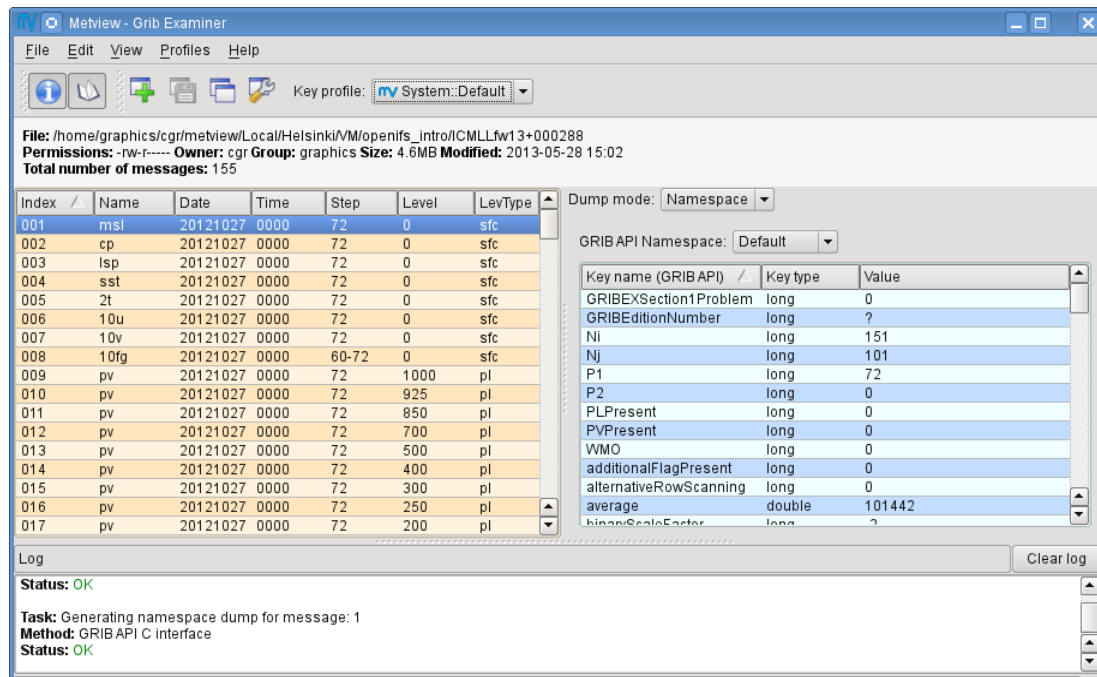 Metview - Grib Examiner
File Edit View Profiles Help
Key profile: System::Default
File: /home/graphics/cgr/metview/Local/Helsinki/VM/openifs_intro/ICMLLfw13+000288
Permissions: -rw-r----- Owner: cgr Group: graphics Size: 4.6MB Modified: 2013-05-28 15:02
Total number of messages: 155
Index Name Date Time Step Level LevType
001 msl 20121027 0000 72 0 sfc
002 cp 20121027 0000 72 0 sfc
003 lsp 20121027 0000 72 0 sfc
004 sst 20121027 0000 72 0 sfc
005 2t 20121027 0000 72 0 sfc
006 10u 20121027 0000 72 0 sfc
007 10v 20121027 0000 72 0 sfc
008 10fg 20121027 0000 60-72 0 sfc
009 pv 20121027 0000 72 1000 pl
010 pv 20121027 0000 72 925 pl
011 pv 20121027 0000 72 850 pl
012 pv 20121027 0000 72 700 pl
013 pv 20121027 0000 72 500 pl
014 pv 20121027 0000 72 400 pl
015 pv 20121027 0000 72 300 pl
016 pv 20121027 0000 72 250 pl
017 pv 20121027 0000 72 200 pl
Dump mode: Namespace
GRIB API Namespace: Default
Key name (GRIB API) Key type Value
GRIBEXSection1Problem long 0
GRIBEditionNumber long ?
Ni long 151
Nj long 101
P1 long 72
P2 long 0
PLPresent long 0
PVPresent long 0
WMO long 0
additionalFlagPresent long 0
alternativeRowScanning long 0
average double 101442
binaryScaleFactor long
Log Clear log
Status: OK
Task: Generating namespace dump for message: 1
Method: GRIB API C interface
Status: OK